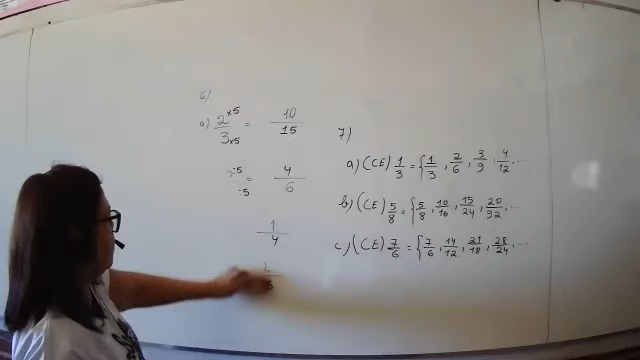 6)
a) 2 ×5 / 3 ×5 = 10 / 15
÷5 / ÷5 = 4 / 6
1 / 4
2
7)
a) (CE) 1/3 = { 1/3 , 2/6 , 3/9 , 4/12 , ...
b) (CE) 5/8 = { 5/8 , 10/16 , 15/24 , 20/32 , ...
c) (CE) 7/6 = { 7/6 , 14/12 , 21/18 , 28/24 , ...